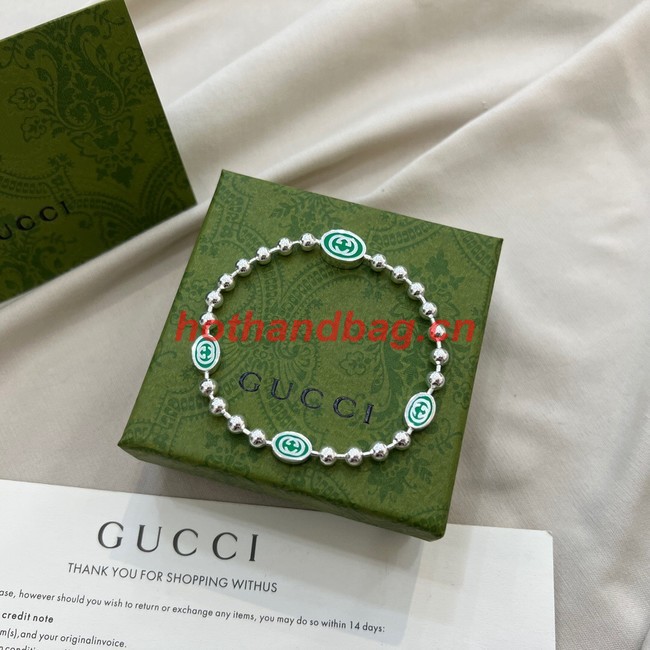 GUCCI
hothandbag.cn
GUCCI
GUCCI
THANK YOU FOR SHOPPING WITHUS
ase, however should you wish to return or exchange any items, you may do so within 14 days:
credit note
m(s),and your originalinvoice.